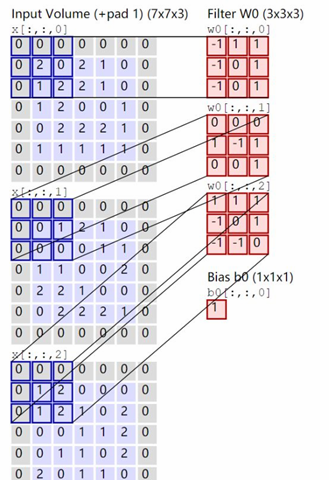 Input Volume (+pad 1) (7x7x3)
x[:,:,0]
0 0 0 0 0 0 0
0 2 0 2 1 0 0
0 1 2 2 1 0 0
0 1 2 0 0 1 0
0 0 2 2 2 1 0
0 1 1 1 1 1 0
0 0 0 0 0 0 0
x[:,:,1]
0 0 0 0 0 0 0
0 0 1 2 1 0 0
0 0 0 0 1 1 0
0 1 1 0 0 2 0
0 2 2 1 0 0 0
0 0 2 2 2 1 0
0 0 0 0 0 0 0
x[:,:,2]
0 0 0 0 0 0 0
0 1 2 0 0 0 0
0 1 2 1 0 2 0
0 0 0 1 1 2 0
0 0 1 1 0 2 0
0 2 0 1 1 1 0
Filter W0 (3x3x3)
w0[:,:,0]
-1 1 1
-1 0 1
-1 1 0
w0[:,:,1]
0 0 0
1 -1 1
0 0 1
w0[:,:,2]
1 1 1
-1 0 1
-1 -1 0
Bias b0 (1x1x1)
b0[:,:,0]
1